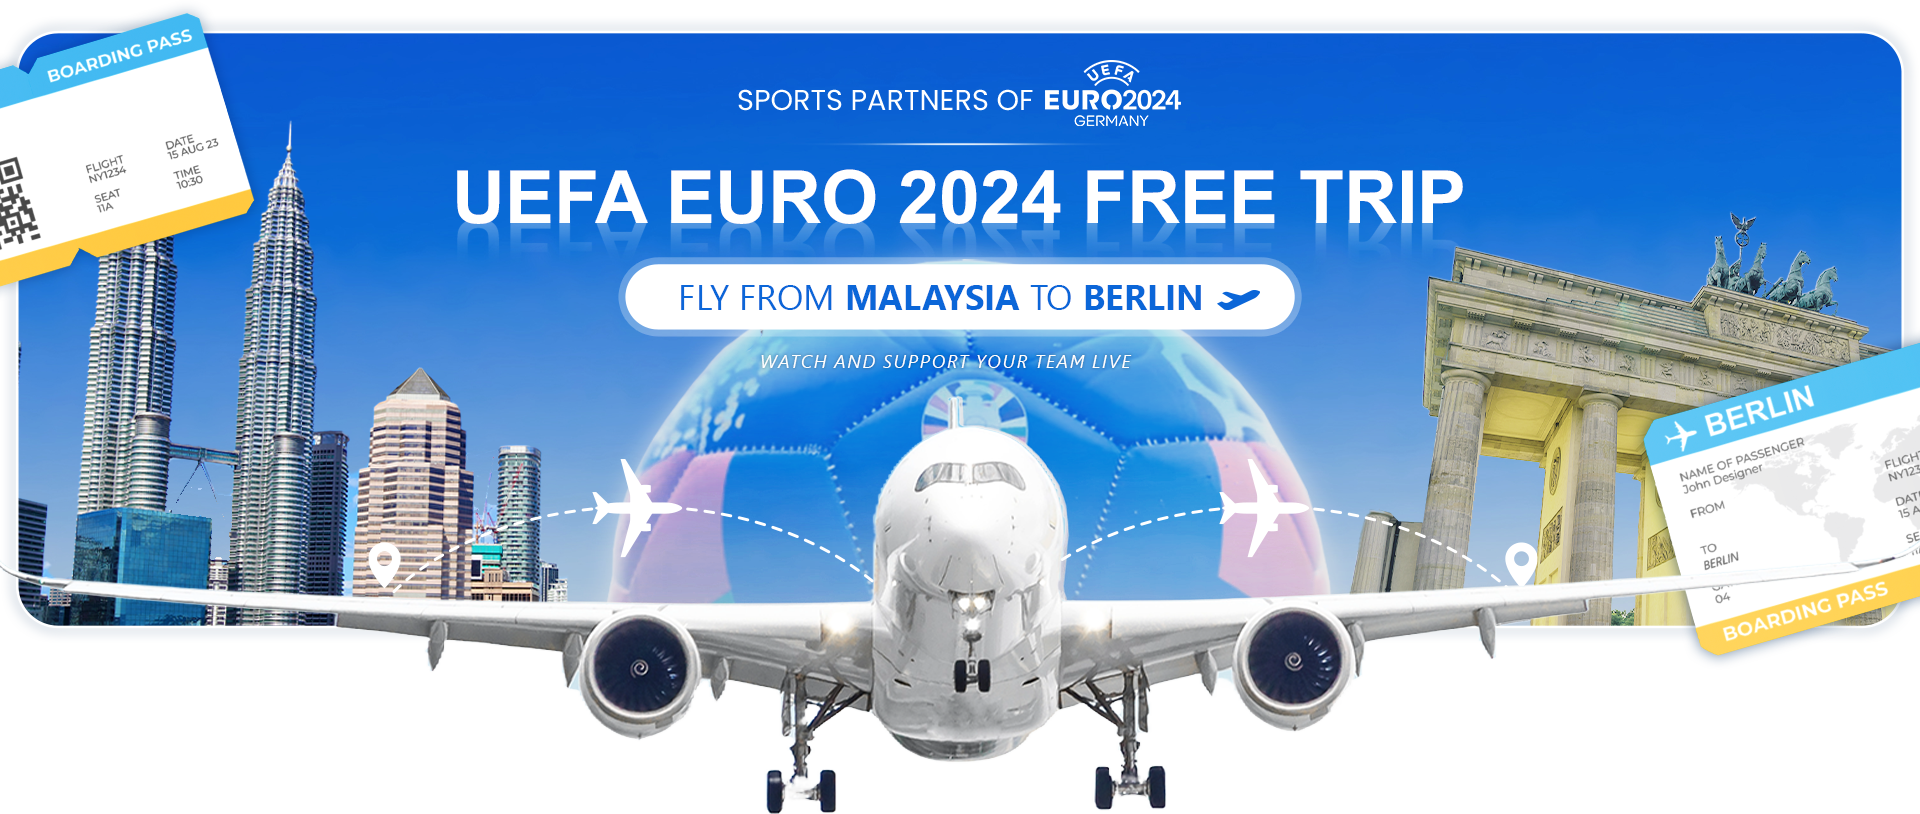 BOARDING PASS
FLIGHT
NY1234
DATE
15 AUG 23
SEAT
11A
TIME
10:30
SPORTS PARTNERS OF UEFA EURO2024 GERMANY
UEFA EURO 2024 FREE TRIP
FLY FROM MALAYSIA TO BERLIN
WATCH AND SUPPORT YOUR TEAM LIVE
BERLIN
NAME OF PASSENGER
John Designer
FROM
TO
BERLIN
04
FLIGHT
BOARDING PASS